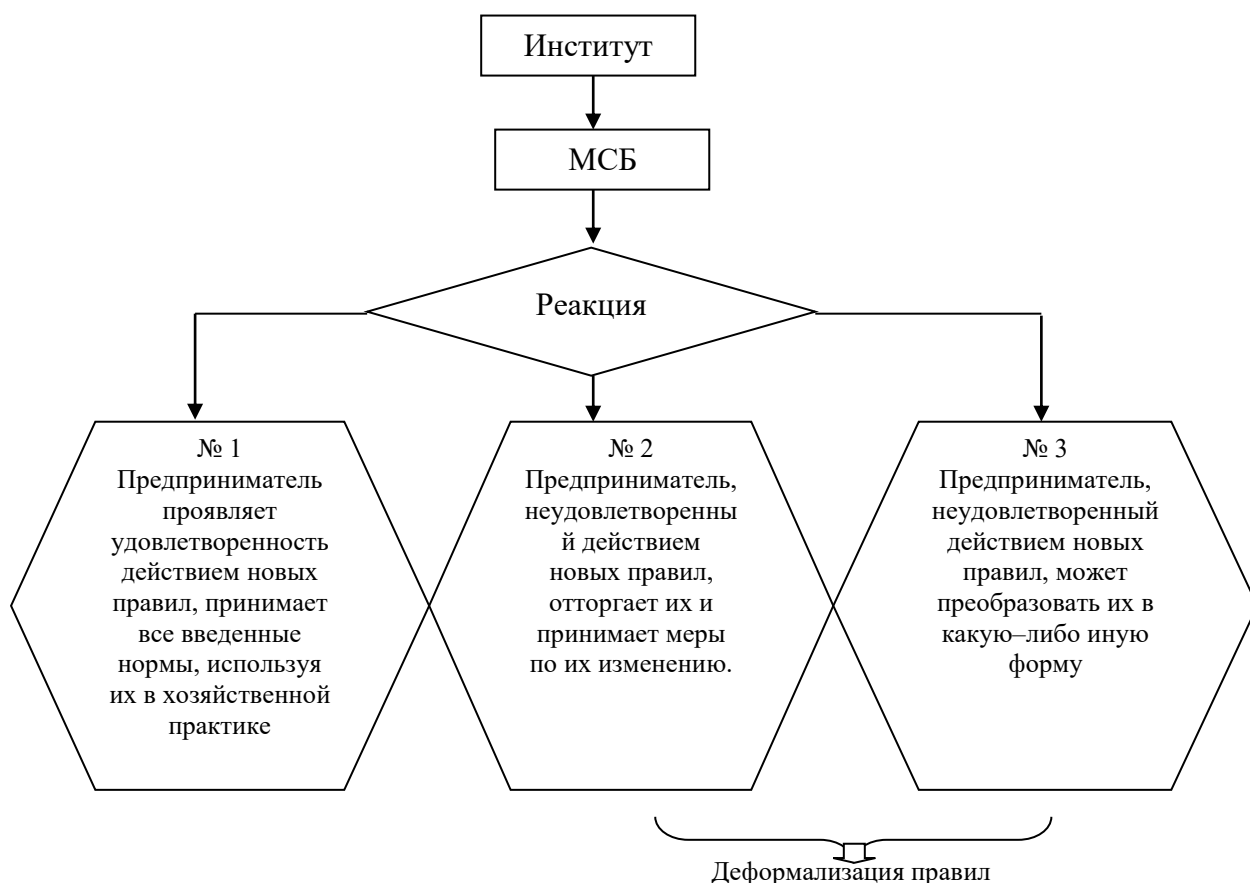 Институт
МСБ
Реакция
№ 1
Предприниматель
проявляет
удовлетворенность
действием новых
правил, принимает
все введенные
нормы, используя
их в хозяйственной
практике
№ 2
Предприниматель,
неудовлетворенны
й действием
новых правил,
отторгает их и
принимает меры
по их изменению.
№ 3
Предприниматель,
неудовлетворенный
действием новых
правил, может
преобразовать их в
какую–либо иную
форму
Деформализация правил